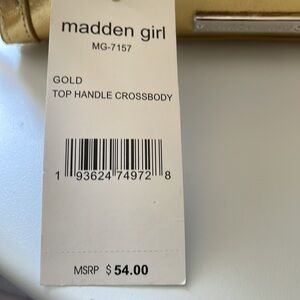 madden girl
MG-7157
GOLD
TOP HANDLE CROSSBODY
1 93624 74972 8
MSRP $ 54.00